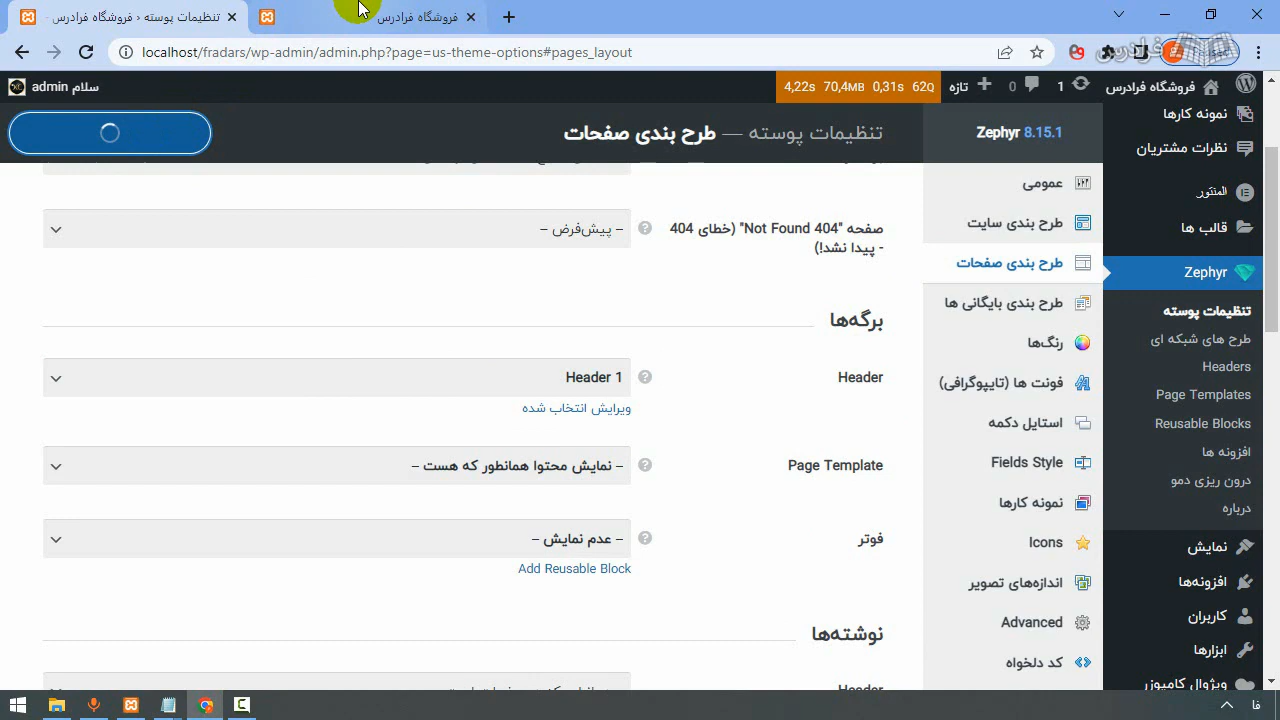 تنظیمات پوسته ‹ فروشگاه فرادرس
فروشگاه فرادرس
localhost/fradars/wp-admin/admin.php?page=us-theme-options#pages_layout
فرادرس
فروشگاه فرادرس
1
0
تازه
4,22s 70,4MB 0,31s 62Q
سلام admin
نمونه کارها
نظرات مشتریان
المنتور
قالب ها
Zephyr
تنظیمات پوسته
طرح های شبکه ای
Headers
Page Templates
Reusable Blocks
افزونه ها
درون ریزی دمو
درباره
نمایش
افزونه‌ها
کاربران
ابزارها
ویژوال کامپوزر
Zephyr 8.15.1
عمومی
طرح بندی سایت
طرح بندی صفحات
طرح بندی بایگانی ها
رنگ‌ها
فونت ها (تایپوگرافی)
استایل دکمه
Fields Style
نمونه کارها
Icons
اندازه‌های تصویر
Advanced
کد دلخواه
تنظیمات پوسته — طرح بندی صفحات
صفحه "404 Not Found" (خطای 404
- پیدا نشد!)
– پیش‌فرض –
برگه‌ها
Header
Header 1
ویرایش انتخاب شده
Page Template
– نمایش محتوا همانطور که هست –
فوتر
– عدم نمایش –
Add Reusable Block
نوشته‌ها
فا